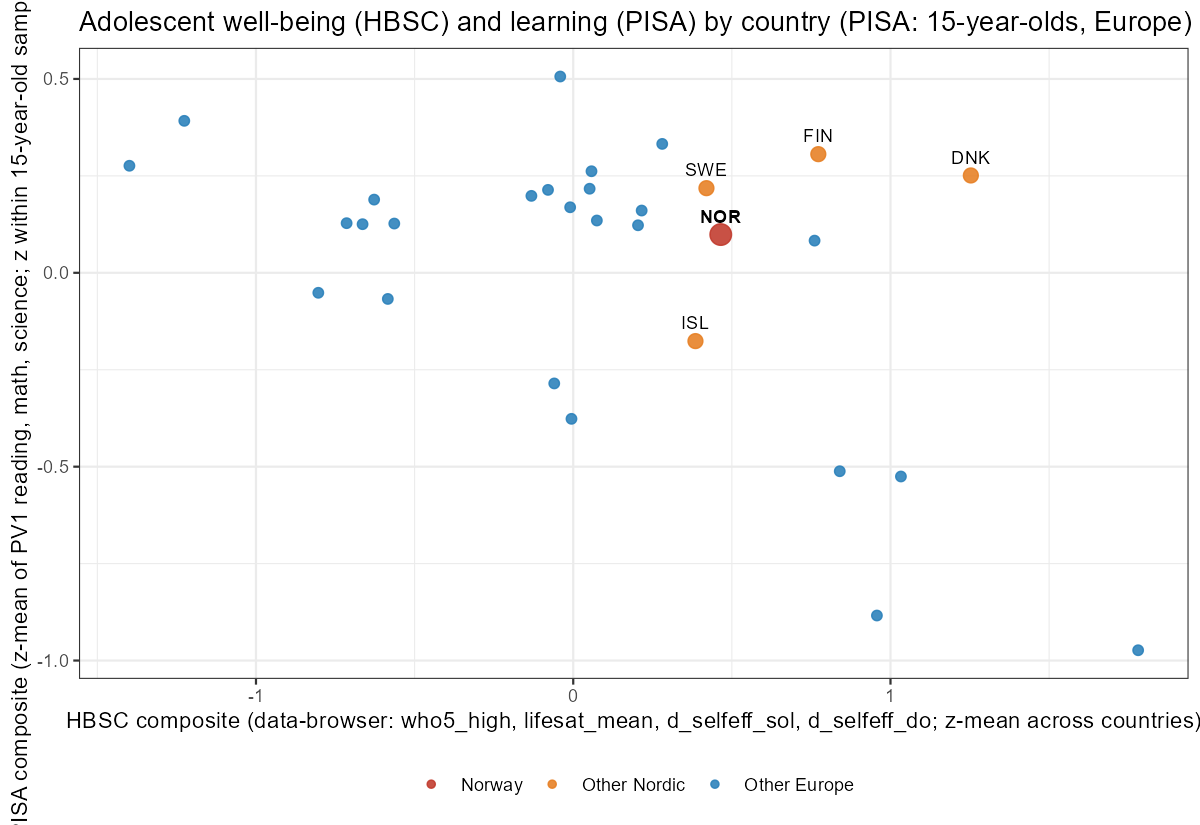 Adolescent well-being (HBSC) and learning (PISA) by country (PISA: 15-year-olds, Europe)
PISA composite (z-mean of PV1 reading, math, science; z within 15-year-old samp
0.5
0.0
-0.5
-1.0
FIN
DNK
SWE
NOR
ISL
-1
0
1
HBSC composite (data-browser: who5_high, lifesat_mean, d_selfeff_sol, d_selfeff_do; z-mean across countries)
Norway
Other Nordic
Other Europe